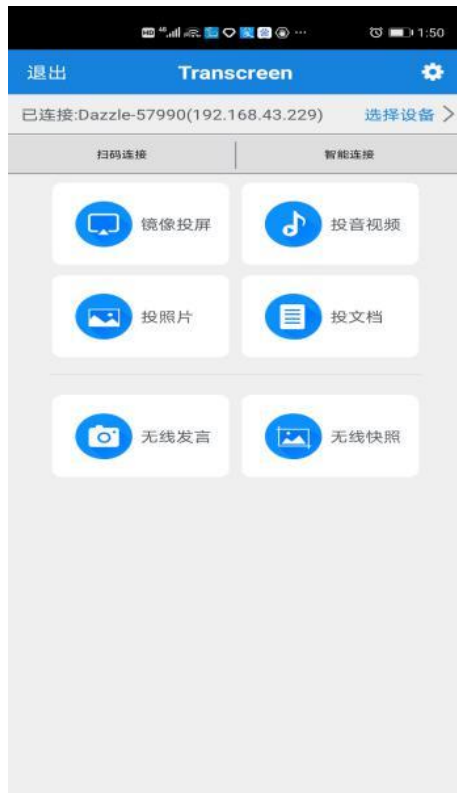 HD 4G 1:50
退出 Transcreen
已连接:Dazzle-57990(192.168.43.229) 选择设备
扫码连接 智能连接
镜像投屏 投音视频
投照片 投文档
无线发言 无线快照